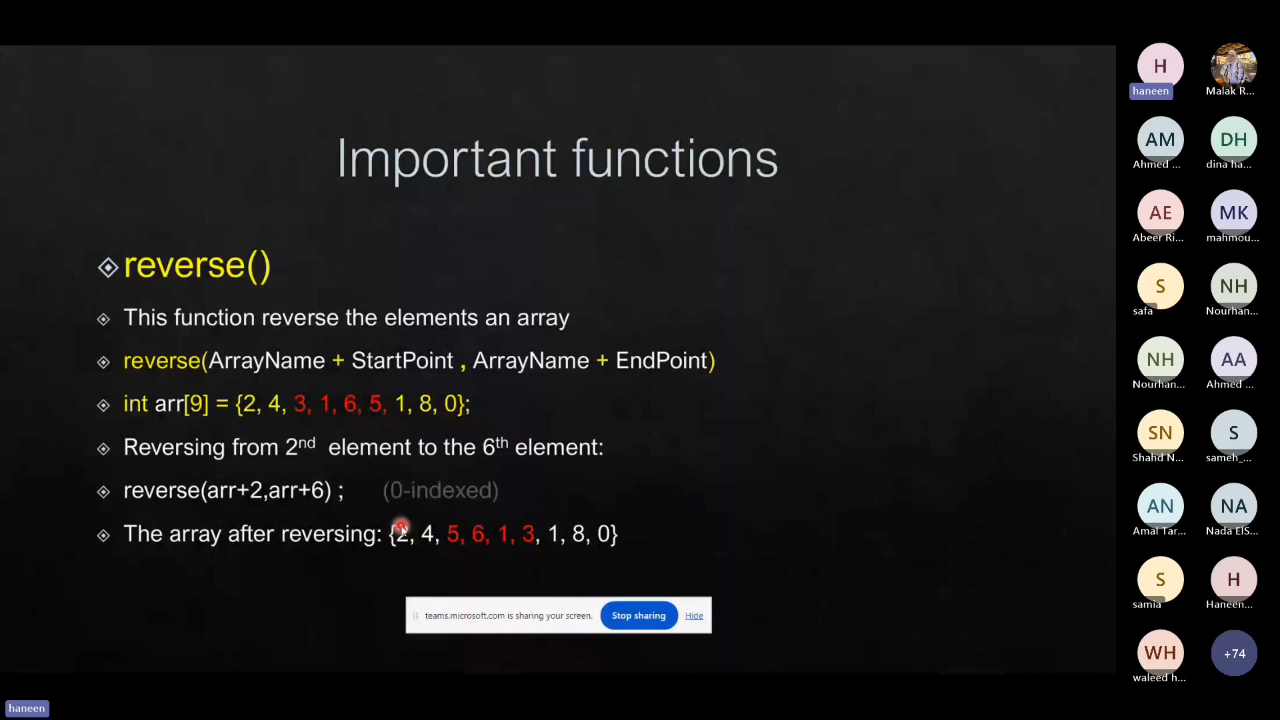 Important functions
reverse()
This function reverse the elements an array
reverse(ArrayName + StartPoint , ArrayName + EndPoint)
int arr[9] = {2, 4, 3, 1, 6, 5, 1, 8, 0};
Reversing from 2nd element to the 6th element:
reverse(arr+2,arr+6) ; (0-indexed)
The array after reversing: {2, 4, 5, 6, 1, 3, 1, 8, 0}
teams.microsoft.com is sharing your screen. Stop sharing Hide
haneen
H
haneen
Malak R...
AM DH
Ahmed ... dina ha...
AE MK
Abeer Ri... mahmou...
S NH
safa Nourhan...
NH AA
Nourhan... Ahmed ...
SN S
Shahd N... sameh_...
AN NA
Amal Tar... Nada ElS...
S H
samia Haneen...
WH +74
waleed h...